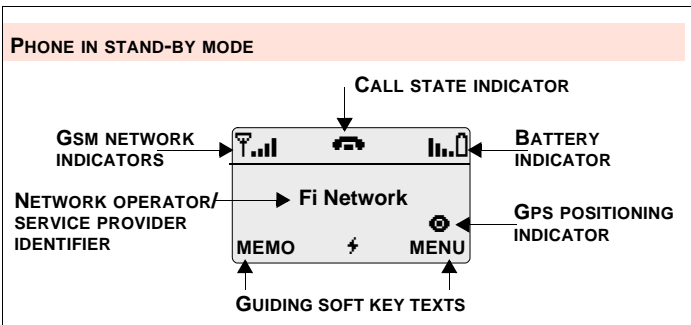 PHONE IN STAND-BY MODE
CALL STATE INDICATOR
GSM NETWORK
INDICATORS
BATTERY
INDICATOR
Fi Network
NETWORK OPERATOR/
SERVICE PROVIDER
IDENTIFIER
GPS POSITIONING
INDICATOR
MEMO
MENU
GUIDING SOFT KEY TEXTS